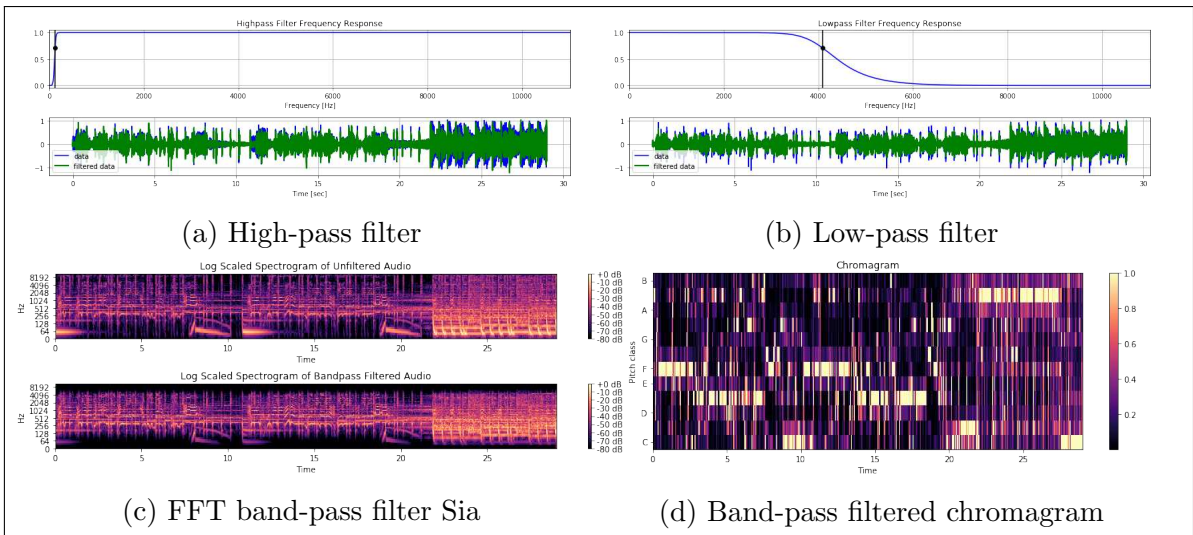 Highpass Filter Frequency Response
1.0
0.5
0.0
0 2000 4000 6000 8000 10000
Frequency [Hz]
1
0
-1
data
filtered data
0 5 10 15 20 25 30
Time [sec]
(a) High-pass filter
Lowpass Filter Frequency Response
1.0
0.5
0.0
0 2000 4000 6000 8000 10000
Frequency [Hz]
1
0
-1
data
filtered data
0 5 10 15 20 25 30
Time [sec]
(b) Low-pass filter
Log Scaled Spectrogram of Unfiltered Audio
8192
4096
2048
1024
512
256
128
64
0
Hz
0 5 10 15 20 25
Time
+0 dB
-10 dB
-20 dB
-30 dB
-40 dB
-50 dB
-60 dB
-70 dB
-80 dB
Log Scaled Spectrogram of Bandpass Filtered Audio
8192
4096
2048
1024
512
256
128
64
0
Hz
0 5 10 15 20 25
Time
+0 dB
-10 dB
-20 dB
-30 dB
-40 dB
-50 dB
-60 dB
-70 dB
-80 dB
(c) FFT band-pass filter Sia
Chromagram
B
A
G
F
E
D
C
Pitch class
0 5 10 15 20 25
Time
1.0
0.8
0.6
0.4
0.2
(d) Band-pass filtered chromagram